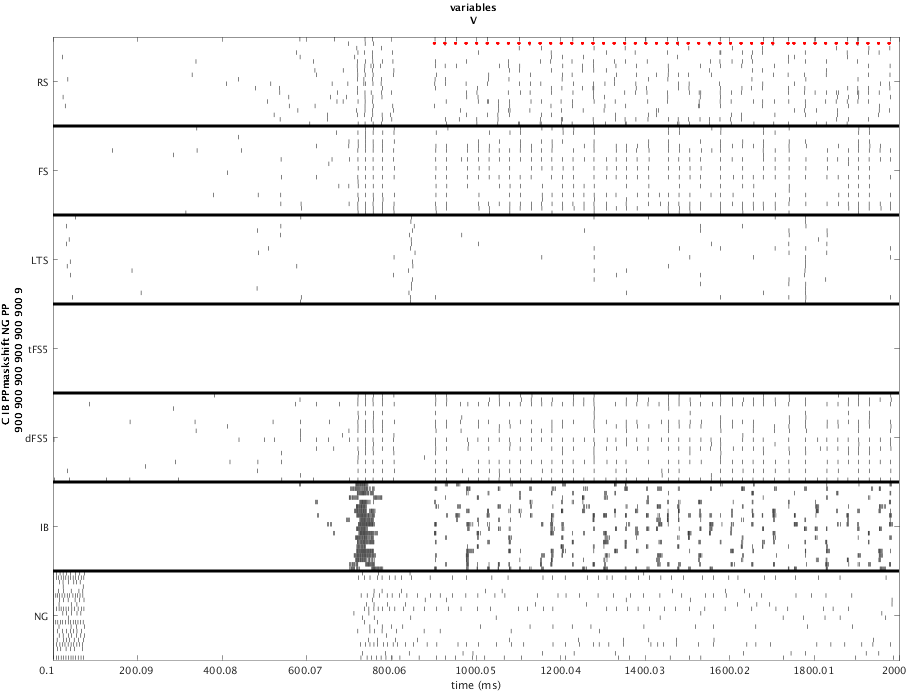 variables
V
RS
FS
LTS
tFS5
dFS5
IB
NG
C IB PPmaskshift NG PP
900 900 900 900 900 900 9
0.1 200.09 400.08 600.07 800.06 1000.05 1200.04 1400.03 1600.02 1800.01 2000
time (ms)